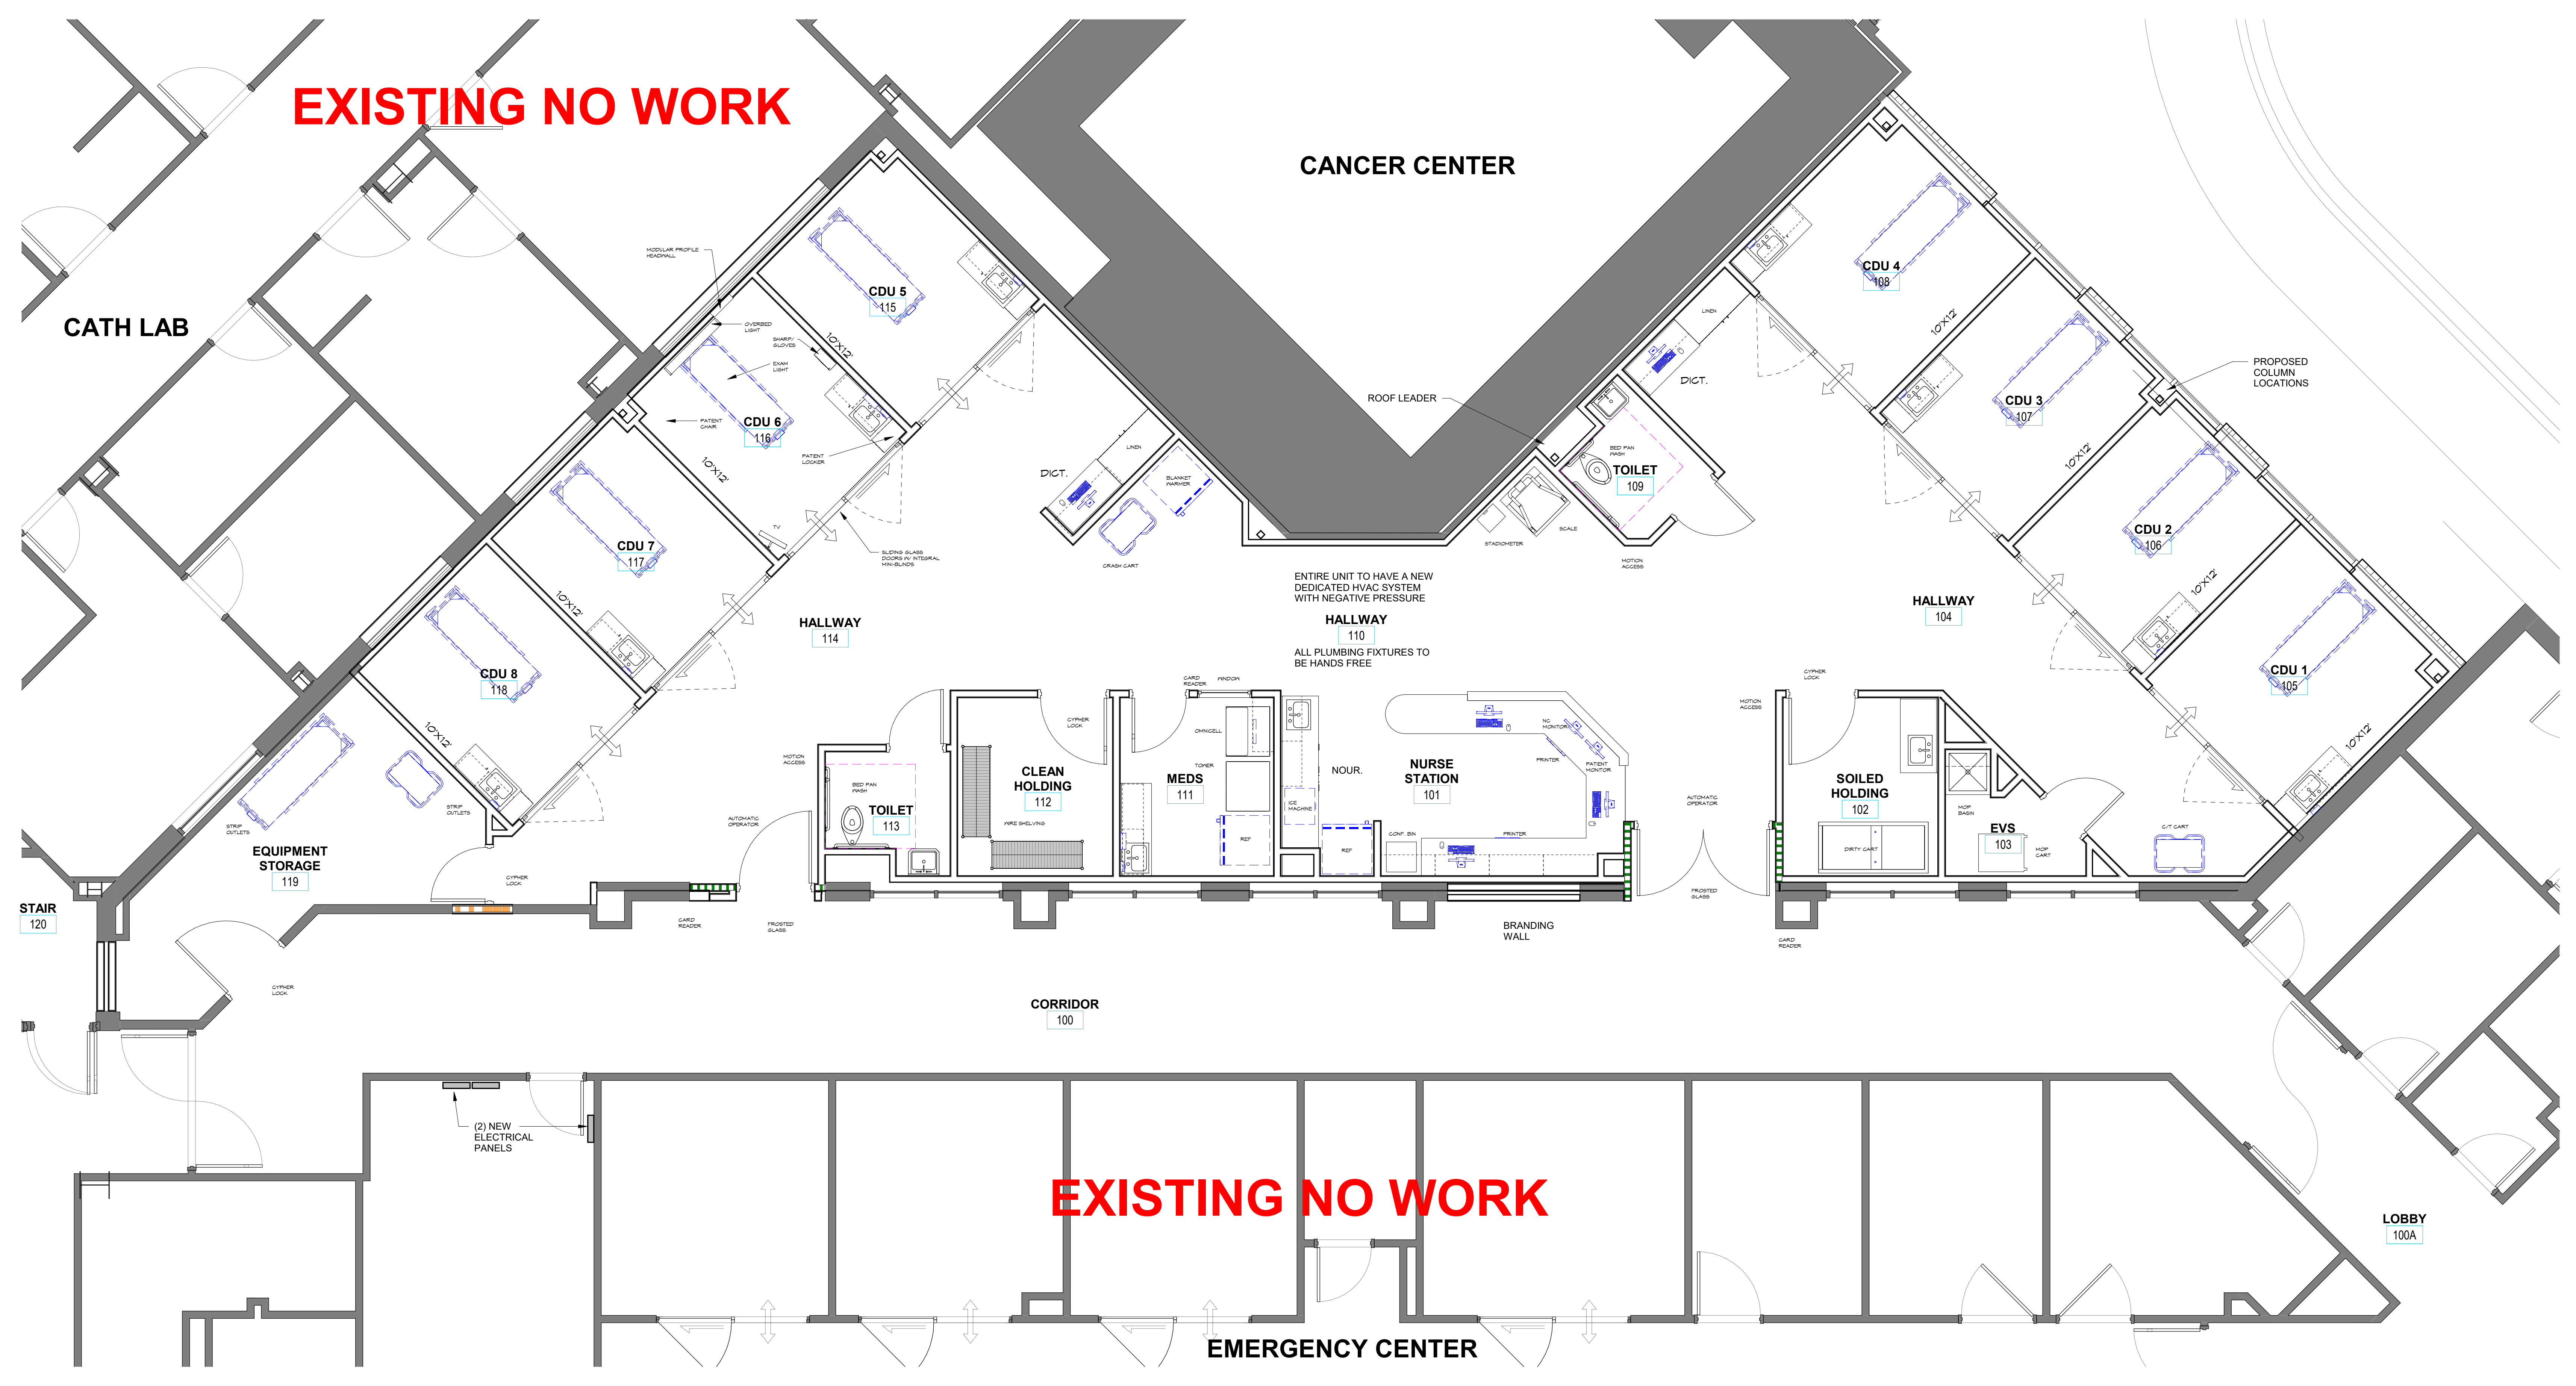 EXISTING NO WORK
CANCER CENTER
CATH LAB
MODULAR PROFILE
HEADWALL
OVERBED
LIGHT
SHARP/
GLOVES
EXAM
LIGHT
PATIENT
CHAIR
PATIENT
LOCKER
TV
SLIDING GLASS
DOORS W/ INTEGRAL
MINI-BLINDS
CDU 5
115
10'X12'
CDU 6
116
10'X12'
CDU 7
117
10'X12'
CDU 8
118
10'X12'
LINEN
DICT.
BLANKET
WARMER
CRASH CART
ROOF LEADER
BED PAN
WASH
TOILET
109
SCALE
STADIOMETER
MOTION
ACCESS
LINEN
DICT.
CDU 4
108
10'X12'
CDU 3
107
10'X12'
CDU 2
106
10'X12'
CDU 1
105
10'X12'
PROPOSED
COLUMN
LOCATIONS
ENTIRE UNIT TO HAVE A NEW
DEDICATED HVAC SYSTEM
WITH NEGATIVE PRESSURE
HALLWAY
114
HALLWAY
110
ALL PLUMBING FIXTURES TO
BE HANDS FREE
HALLWAY
104
STRIP
OUTLETS
STRIP
OUTLETS
EQUIPMENT
STORAGE
119
CYPHER
LOCK
STAIR
120
CYPHER
LOCK
MOTION
ACCESS
AUTOMATIC
OPERATOR
CARD
READER
FROSTED
GLASS
BED PAN
WASH
TOILET
113
CYPHER
LOCK
CLEAN
HOLDING
112
WIRE SHELVING
CARD
READER
WINDOW
OMNICELL
TOWER
MEDS
111
REF
NOUR.
ICE
MACHINE
REF
NURSE
STATION
101
NC
MONITOR
PRINTER
PATIENT
MONITOR
CONF. BIN
PRINTER
BRANDING
WALL
AUTOMATIC
OPERATOR
FROSTED
GLASS
MOTION
ACCESS
CARD
READER
CYPHER
LOCK
SOILED
HOLDING
102
DIRTY CART
MOP
BASIN
EVS
103
MOP
CART
C/T CART
CORRIDOR
100
(2) NEW
ELECTRICAL
PANELS
EXISTING NO WORK
LOBBY
100A
EMERGENCY CENTER